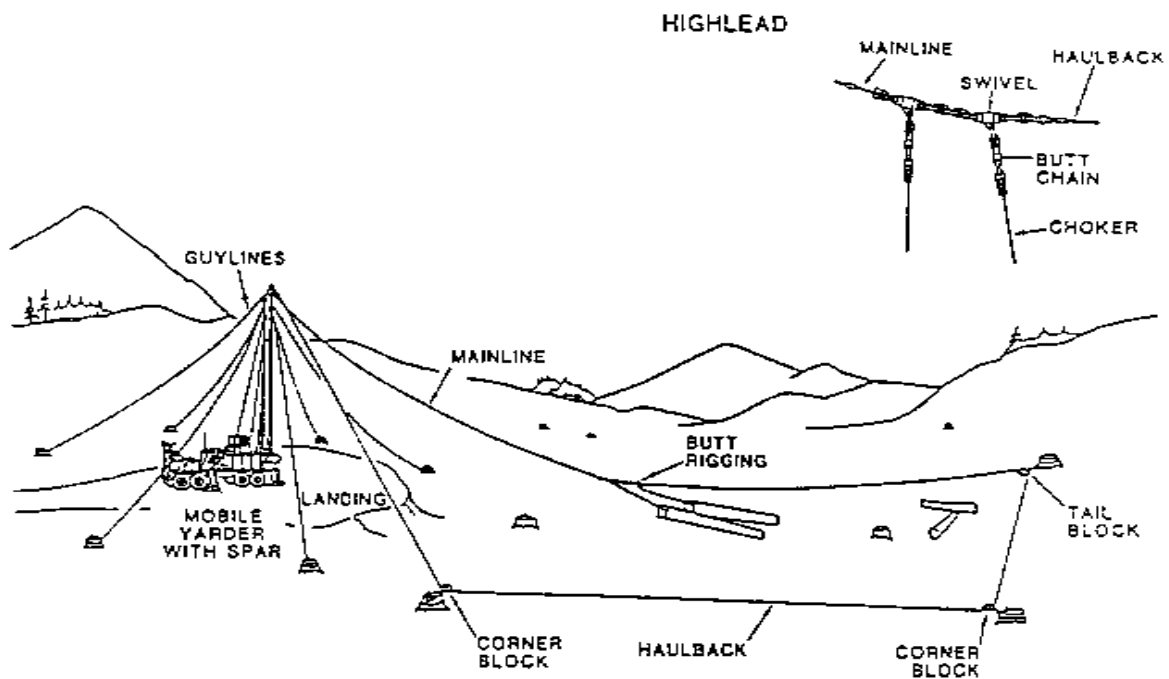 HIGHLEAD
MAINLINE
HAULBACK
SWIVEL
BUTT
CHAIN
CHOKER
GUYLINES
MAINLINE
BUTT
RIGGING
LANDING
MOBILE
YARDER
WITH SPAR
TAIL
BLOCK
CORNER
BLOCK
HAULBACK
CORNER
BLOCK